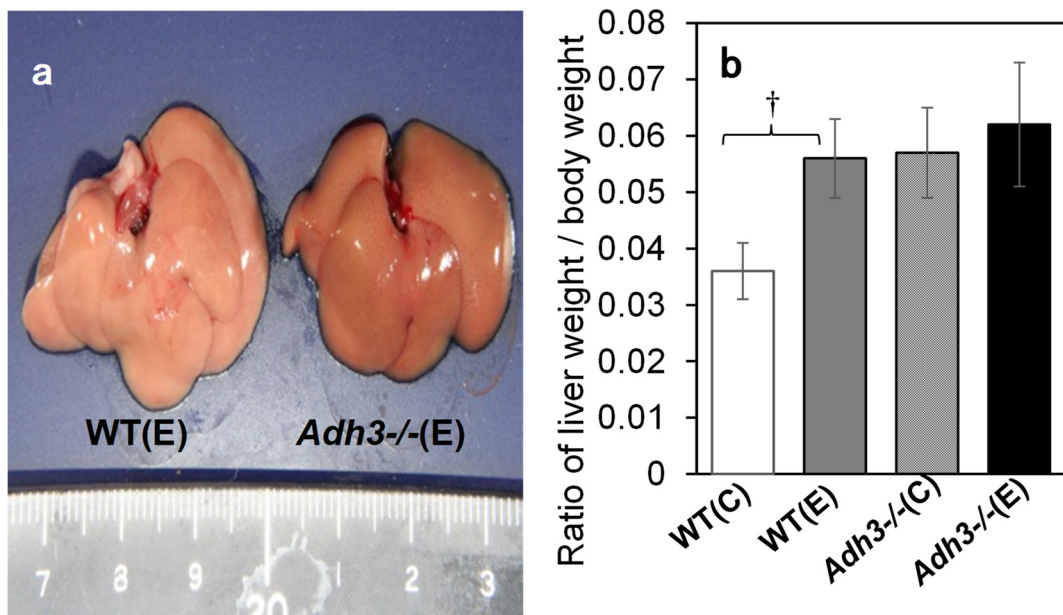 a
WT(E)
Adh3-/-(E)
7 8 9 20 1 2 3
b
†
Ratio of liver weight / body weight
0.08
0.07
0.06
0.05
0.04
0.03
0.02
0.01
0
WT(C)
WT(E)
Adh3-/-(C)
Adh3-/-(E)